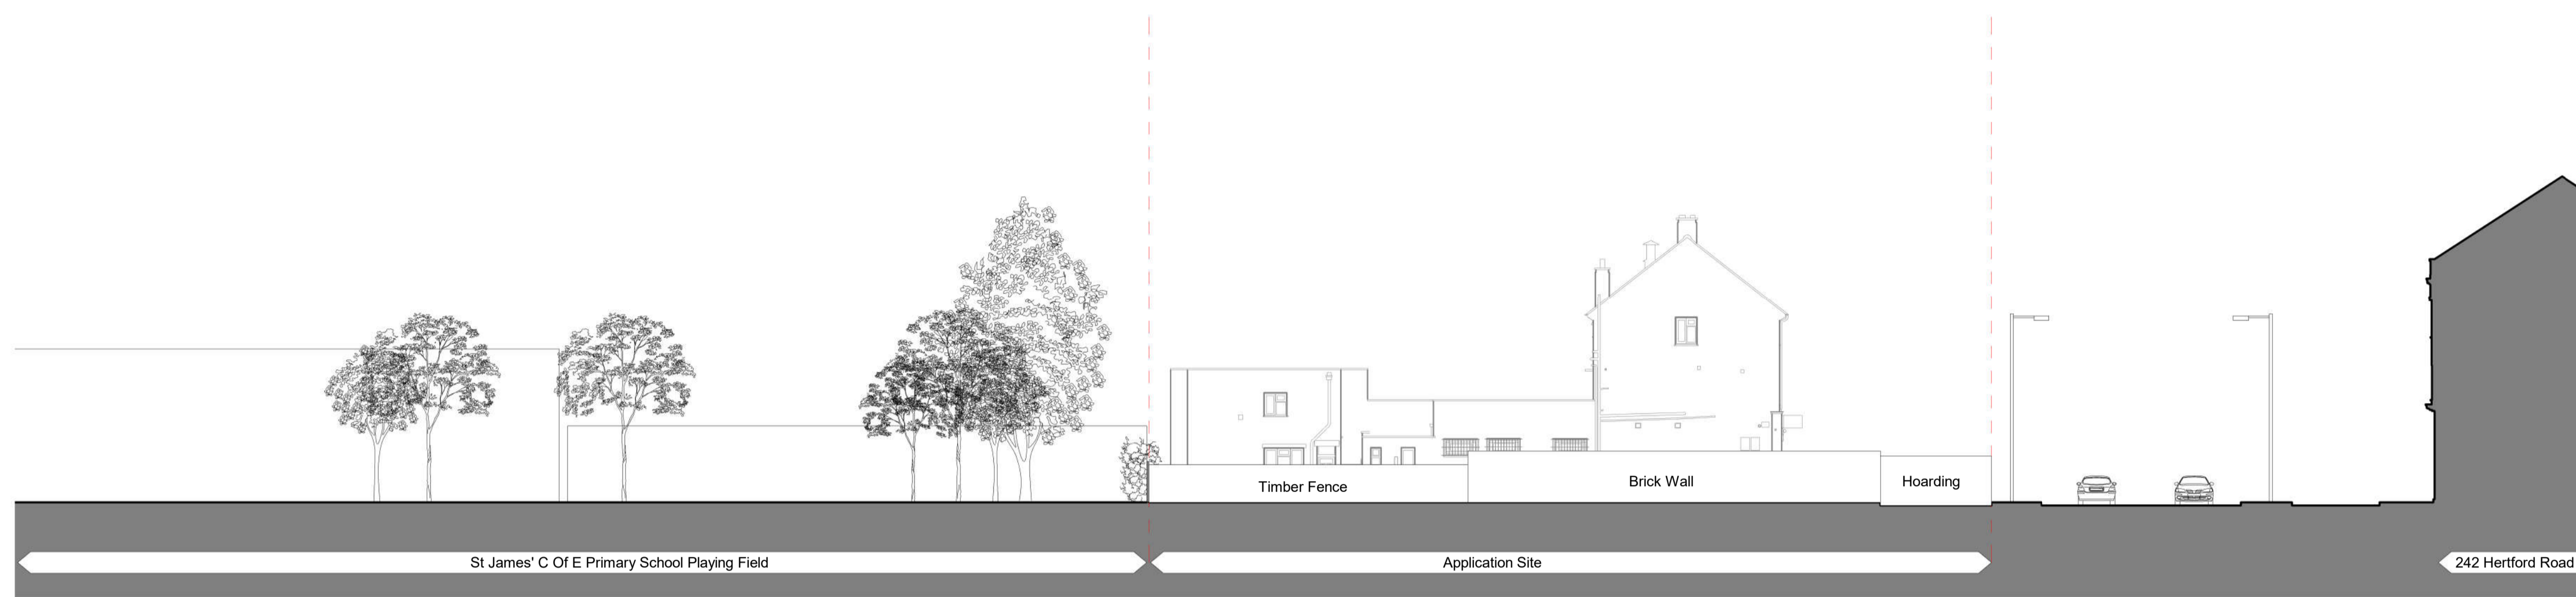 Timber Fence
Brick Wall
Hoarding
St James' C Of E Primary School Playing Field
Application Site
242 Hertford Road